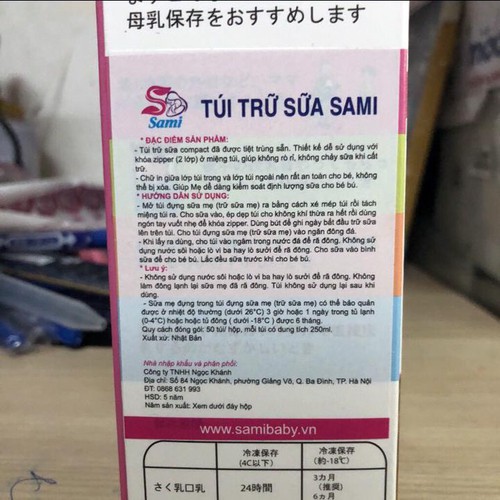 母乳保存をおすすめします
Sami
TÚI TRỮ SỮA SAMI
* ĐẶC ĐIỂM SẢN PHẨM:
- Túi trữ sữa compact đã được tiệt trùng sẵn. Thiết kế dễ sử dụng với
khóa zipper (2 lớp) ở miệng túi, giúp không rò rỉ, không chảy sữa khi cất
trữ.
- Chữ in giữa lớp túi trong và lớp túi ngoài nên rất an toàn cho bé, không
thể bị xóa. Giúp Mẹ dễ dàng kiểm soát định lượng sữa cho bé bú.
* HƯỚNG DẪN SỬ DỤNG:
- Mở túi đựng sữa mẹ (trữ sữa mẹ) ra bằng cách xé mép túi rồi tách
miệng túi ra. Cho sữa vào, ép dẹp túi cho không khí thừa ra hết rồi dùng
ngón tay vuốt nhẹ để khóa zipper. Dùng bút để ghi ngày bắt đầu trữ sữa
lên trên túi. Cho túi đựng sữa mẹ (trữ sữa mẹ) vào ngăn đông đá.
- Khi lấy ra dùng, cho túi vào ngâm trong nước đá để rã đông. Không sử
dụng nước sôi hoặc lò vi ba hay lò sưởi để rã đông. Cho sữa vào bình
sữa để cho bé bú. Lắc đều sữa trước khi cho bé bú.
* Lưu ý:
- Không sử dụng nước sôi hoặc lò vi ba hay lò sưởi để rã đông. Không
làm đông lạnh lại sữa mẹ đã rã đông. Túi không sử dụng lại sau khi
dùng.
- Sữa mẹ đựng trong túi đựng sữa mẹ (trữ sữa mẹ) có thể bảo quản
được ở nhiệt độ thường (dưới 26°C) 3 giờ hoặc 1 ngày trong tủ lạnh
(0-4°C) hoặc hoặc tủ đông ( dưới -18°C ) được 6 tháng.
Quy cách đóng gói: 50 túi/ hộp, mỗi túi có dung tích 250ml.
Xuất xứ: Nhật Bản
Nhà nhập khẩu và phân phối:
Công ty TNHH Ngọc Khánh
Địa chỉ: Số 84 Ngọc Khánh, phường Giảng Võ, Q. Ba Đình, TP. Hà Nội
ĐT: 0868 631 993
HSD: 5 năm
Năm sản xuất: Xem dưới đáy hộp
www.samibaby.vn
冷凍保存 冷凍保存
(4C以下) (約-18℃)
さく乳口乳 24時間 3カ月
(推奨)
6ヵ月